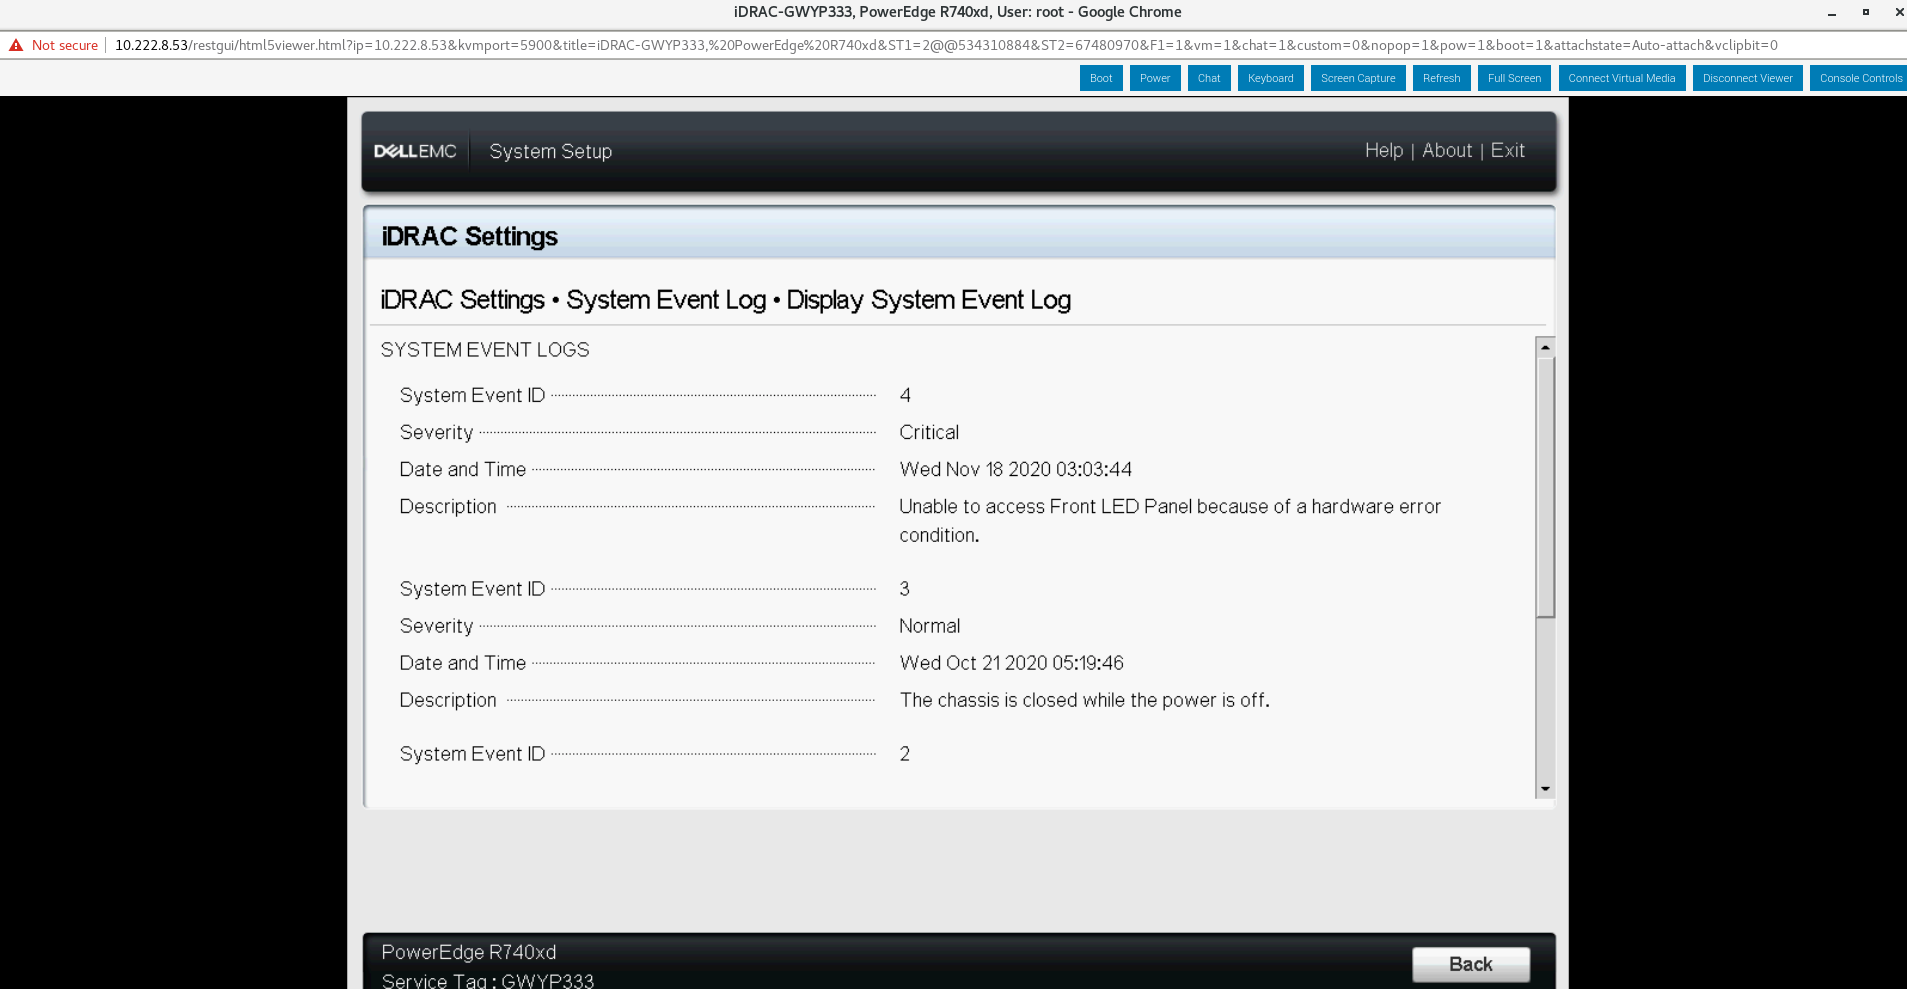 iDRAC-GWYP333, PowerEdge R740xd, User: root - Google Chrome
Not secure | 10.222.8.53/restgui/html5viewer.html?ip=10.222.8.53&kvmport=5900&title=iDRAC-GWYP333,%20PowerEdge%20R740xd&ST1=2@@534310884&ST2=67480970&F1=1&vm=1&chat=1&custom=0&nopop=1&pow=1&boot=1&attachstate=Auto-attach&vclipbit=0
Boot Power Chat Keyboard Screen Capture Refresh Full Screen Connect Virtual Media Disconnect Viewer Console Controls
DELLEMC System Setup Help | About | Exit
iDRAC Settings
iDRAC Settings • System Event Log • Display System Event Log
SYSTEM EVENT LOGS
System Event ID 4
Severity Critical
Date and Time Wed Nov 18 2020 03:03:44
Description Unable to access Front LED Panel because of a hardware error
condition.
System Event ID 3
Severity Normal
Date and Time Wed Oct 21 2020 05:19:46
Description The chassis is closed while the power is off.
System Event ID 2
PowerEdge R740xd
Service Tag : GWYP333
Back